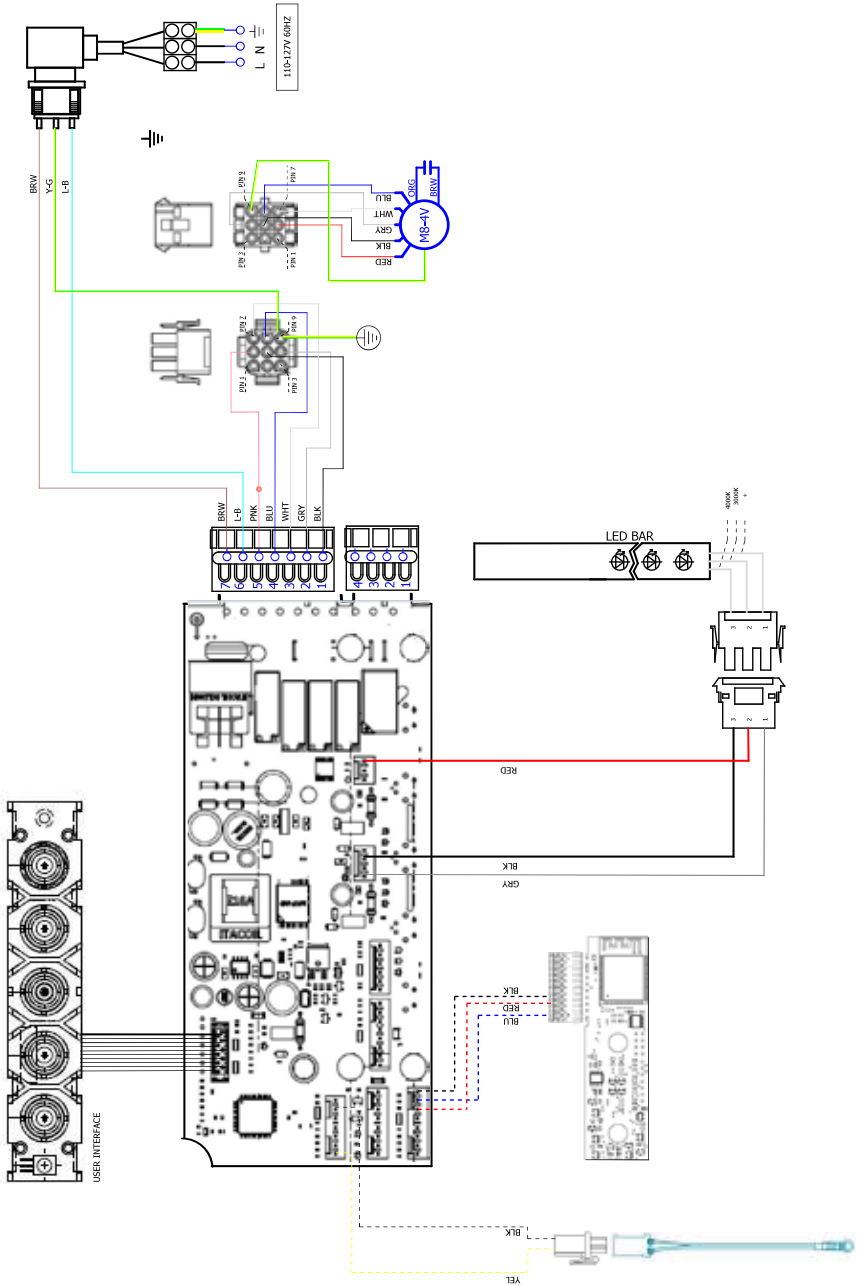 L N
110-127V 60HZ
BRW
Y-G
L-B
PIN 9
PIN 7
PIN 3
PIN 1
ORG
BRW
M8-4V
BLU
WHT
GRY
BLK
RED
PIN 7
PIN 9
PIN 1
PIN 3
BRW
L-B
PNK
BLU
WHT
GRY
BLK
7 6 5 4 3 2 1
4 3 2 1
LED BAR
4000K
3000K
+
3 2 1
3 2 1
RED
BLK
GRY
ITACOIL
BLK
RED
BLU
USER INTERFACE
BLK
YEL